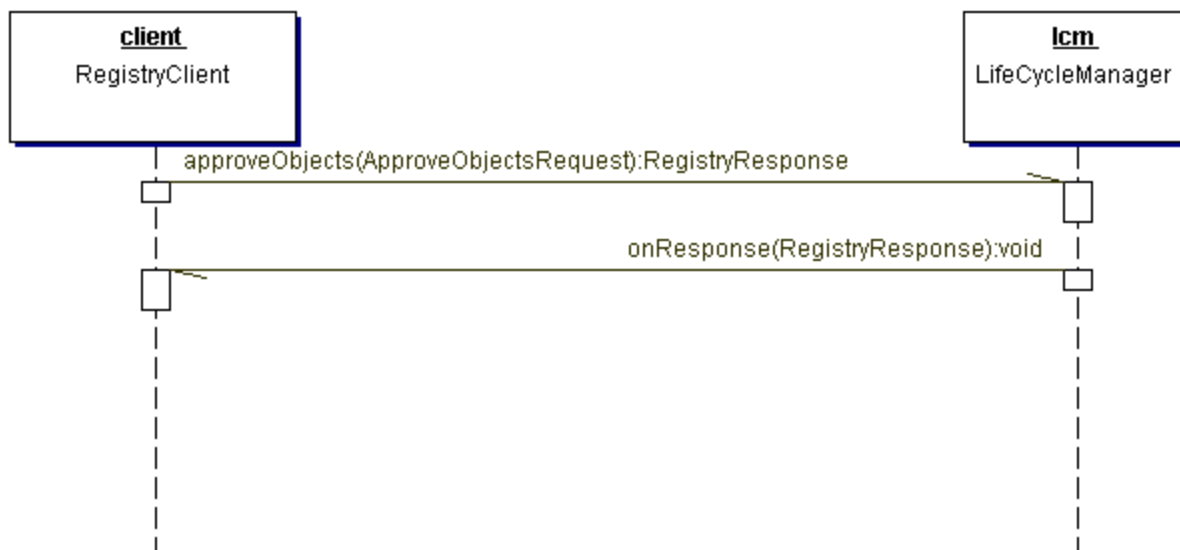 client
RegistryClient
lcm
LifeCycleManager
approveObjects(ApproveObjectsRequest):RegistryResponse
onResponse(RegistryResponse):void